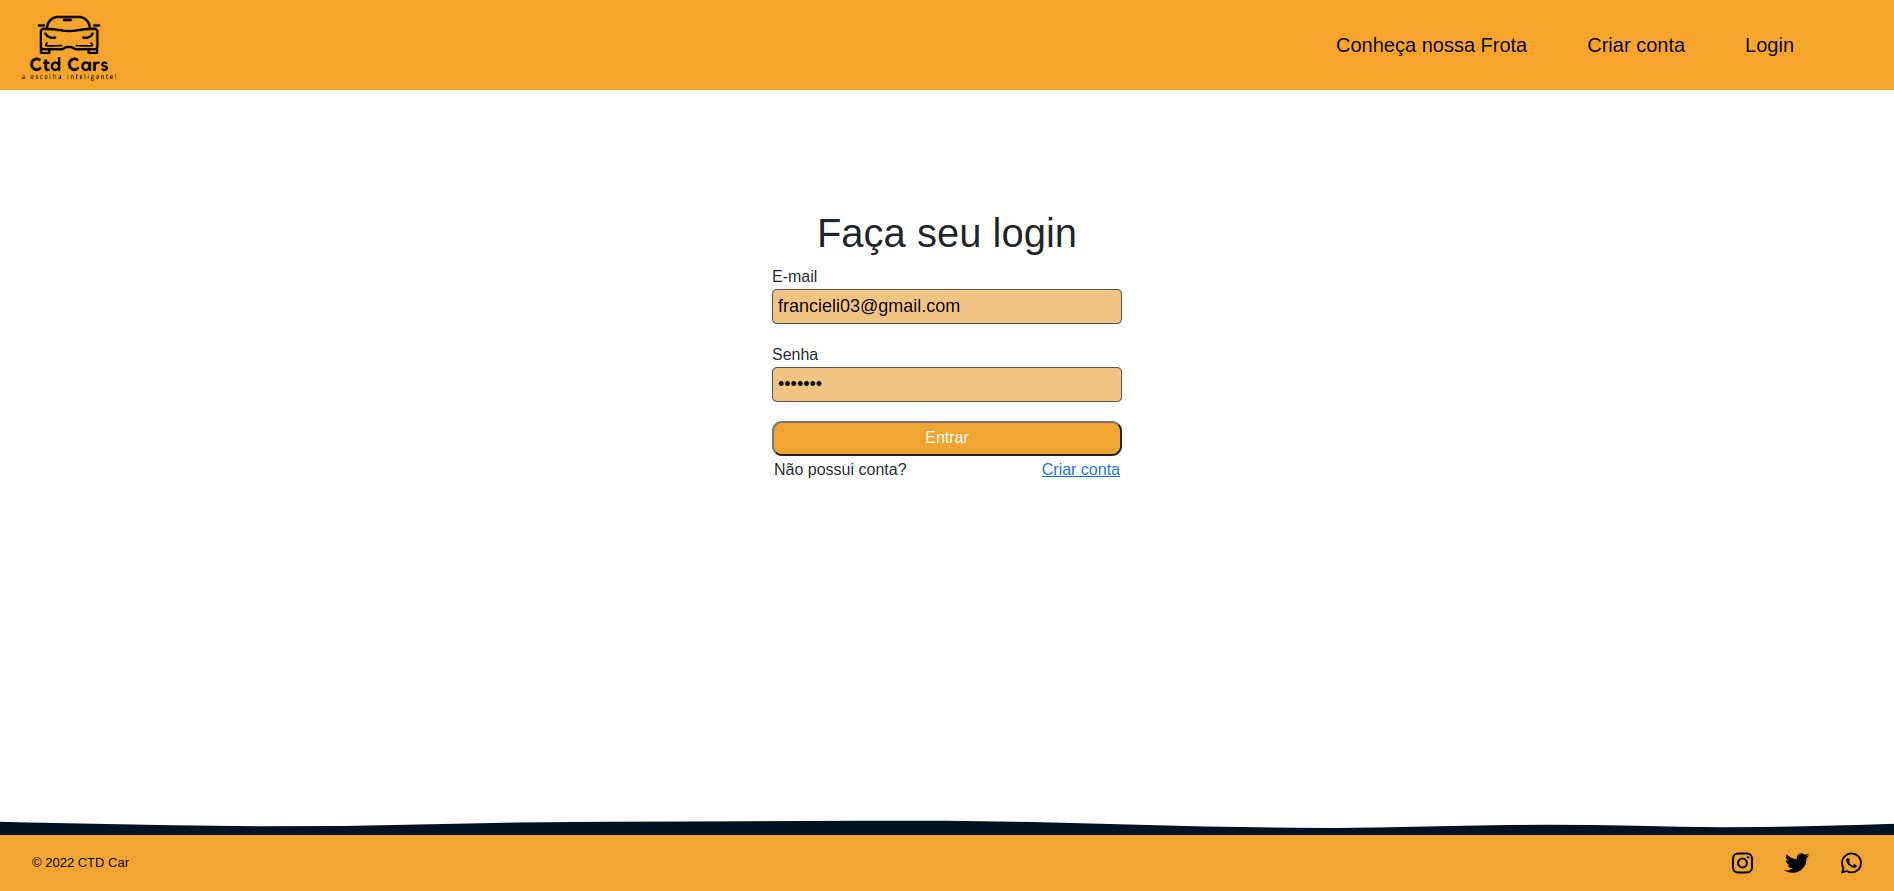 Ctd Cars
a escolha inteligente!
Conheça nossa Frota
Criar conta
Login
Faça seu login
E-mail
francieli03@gmail.com
Senha
•••••••
Entrar
Não possui conta? Criar conta
© 2022 CTD Car